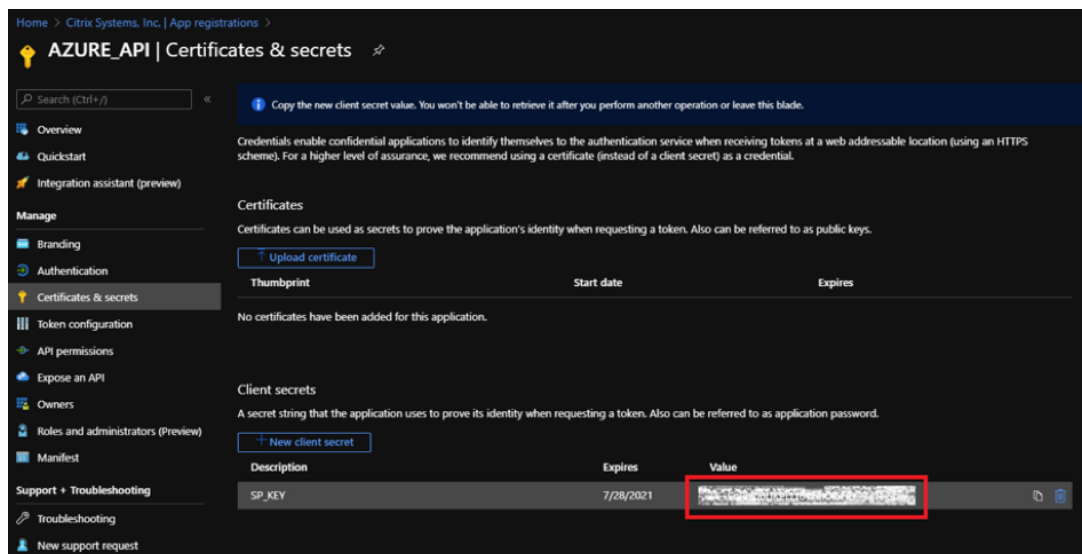 Home > Citrix Systems, Inc. | App registrations >
AZURE_API | Certificates & secrets
Search (Ctrl+/)
«
Overview
Quickstart
Integration assistant (preview)
Manage
Branding
Authentication
Certificates & secrets
Token configuration
API permissions
Expose an API
Owners
Roles and administrators (Preview)
Manifest
Support + Troubleshooting
Troubleshooting
New support request
Copy the new client secret value. You won't be able to retrieve it after you perform another operation or leave this blade.
Credentials enable confidential applications to identify themselves to the authentication service when receiving tokens at a web addressable location (using an HTTPS
scheme). For a higher level of assurance, we recommend using a certificate (instead of a client secret) as a credential.
Certificates
Certificates can be used as secrets to prove the application's identity when requesting a token. Also can be referred to as public keys.
Upload certificate
Thumbprint Start date Expires
No certificates have been added for this application.
Client secrets
A secret string that the application uses to prove its identity when requesting a token. Also can be referred to as application password.
New client secret
Description Expires Value
SP_KEY 7/28/2021